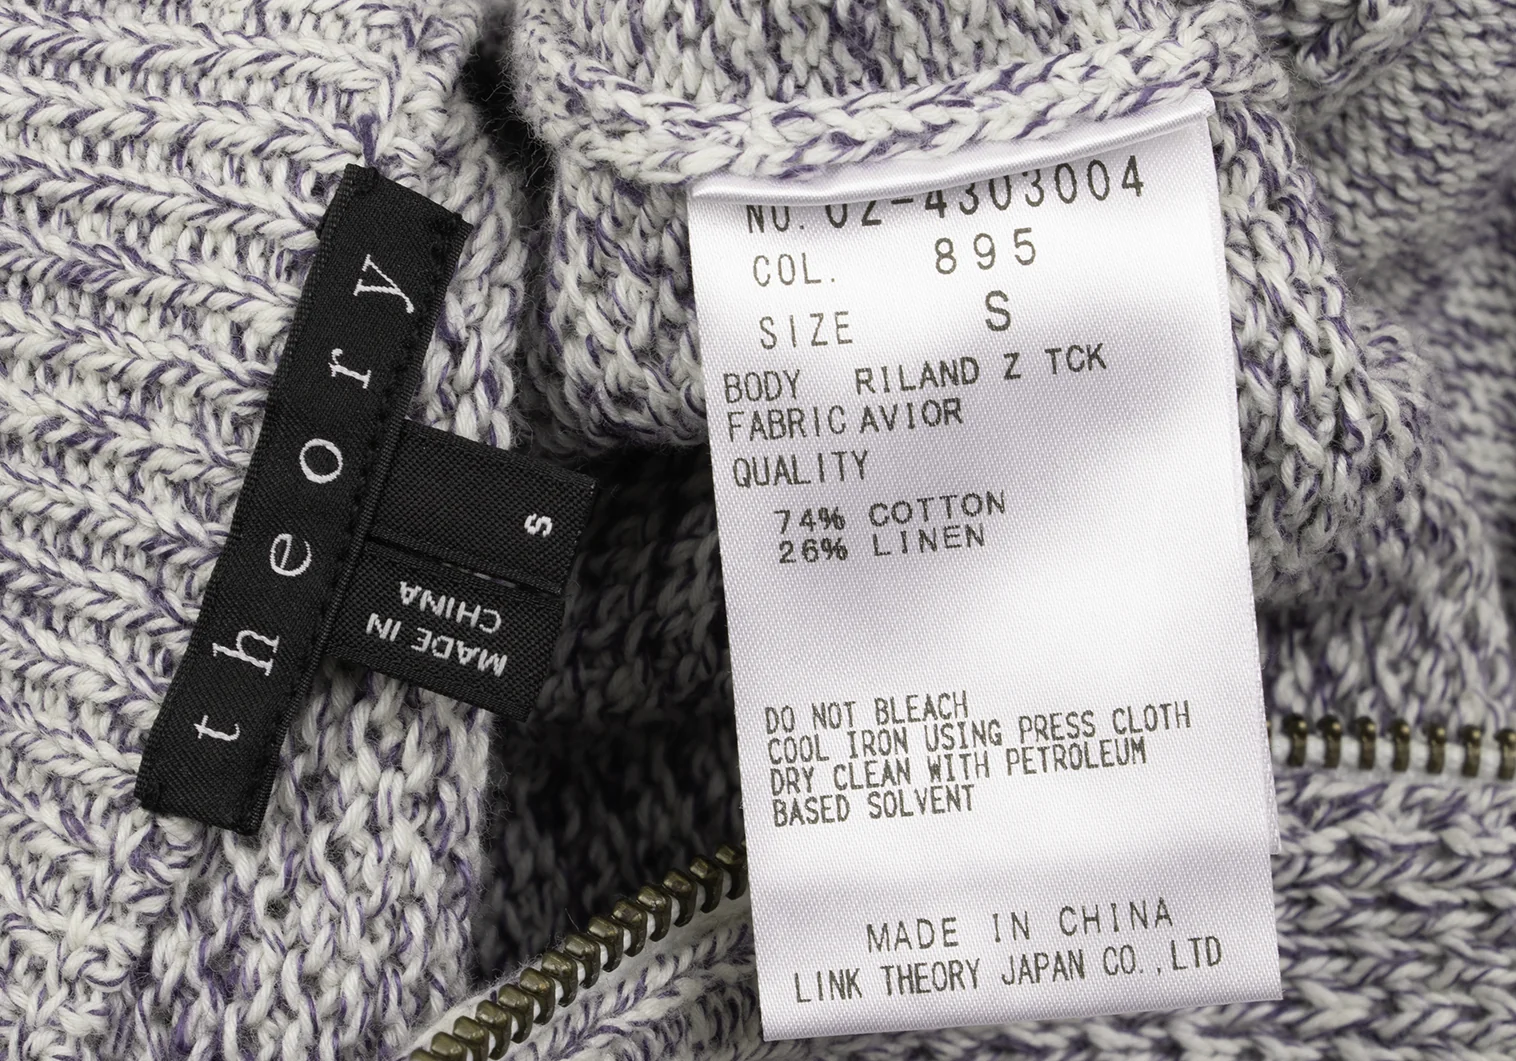 theory
S
MADE IN
CHINA
NO. 02-4303004
COL. 895
SIZE S
BODY RILAND Z TCK
FABRIC AVIOR
QUALITY
74% COTTON
26% LINEN
DO NOT BLEACH
COOL IRON USING PRESS CLOTH
DRY CLEAN WITH PETROLEUM
BASED SOLVENT
MADE IN CHINA
LINK THEORY JAPAN CO.,LTD